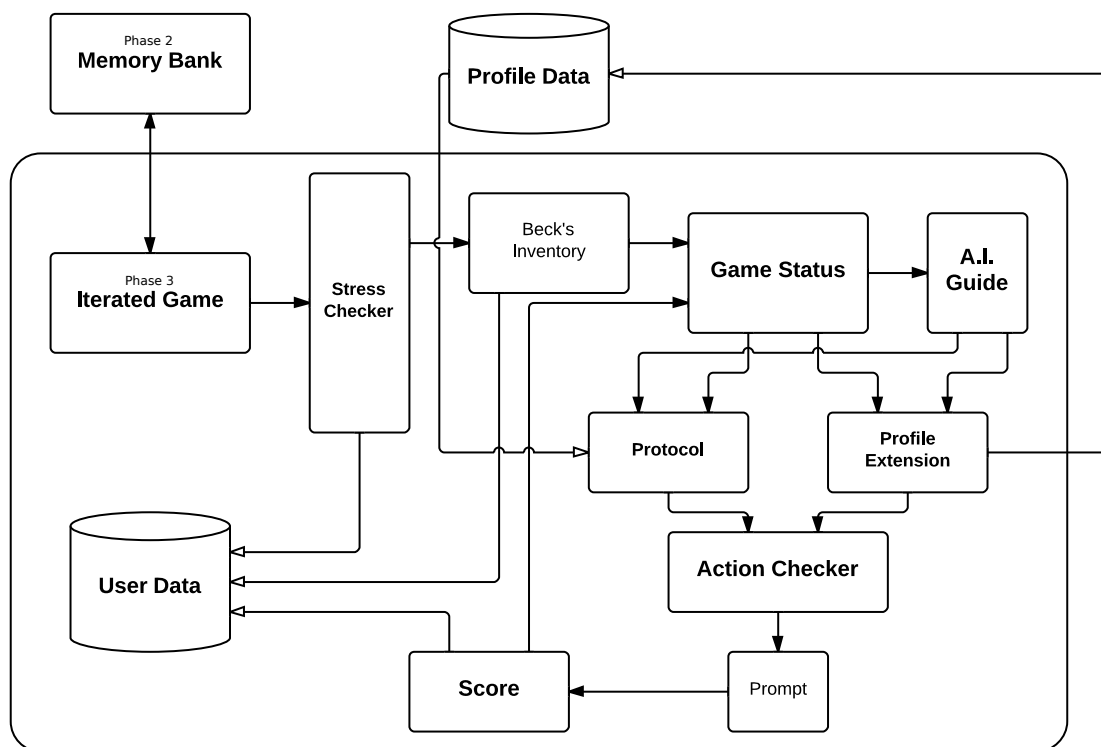 Phase 2
Memory Bank
Profile Data
Phase 3
Iterated Game
Stress
Checker
Beck's
Inventory
Game Status
A.I.
Guide
Protocol
Profile
Extension
User Data
Action Checker
Score
Prompt